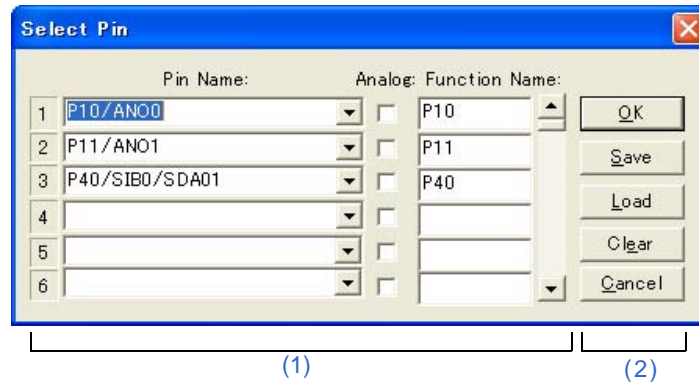 Select Pin
Pin Name: Analog: Function Name:
1 P10/ANO0 P10 OK
2 P11/ANO1 P11 Save
3 P40/SIB0/SDA01 P40
4 Load
5 Clear
6 Cancel
(1) (2)